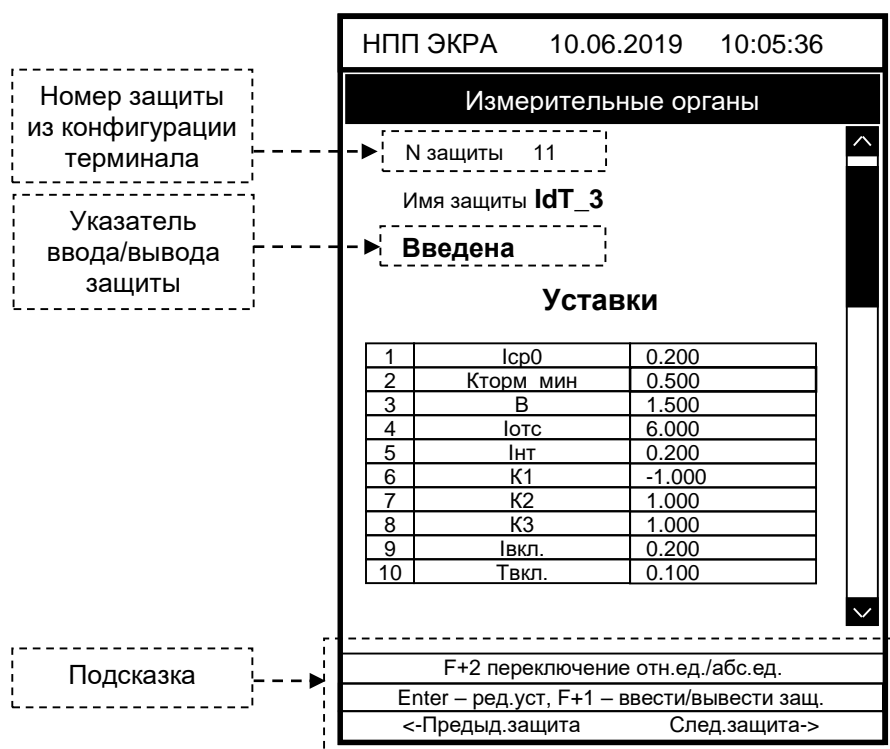 НПП ЭКРА 10.06.2019 10:05:36
Измерительные органы
Номер защиты
из конфигурации
терминала
N защиты 11
Имя защиты IdT_3
Указатель
ввода/вывода
защиты
Введена
Уставки
1 Iср0 0.200
2 Кторм_мин 0.500
3 В 1.500
4 Iотс 6.000
5 Iнт 0.200
6 К1 -1.000
7 К2 1.000
8 К3 1.000
9 Iвкл. 0.200
10 Твкл. 0.100
Подсказка
F+2 переключение отн.ед./абс.ед.
Enter – ред.уст, F+1 – ввести/вывести защ.
<-Предыд.защита След.защита->